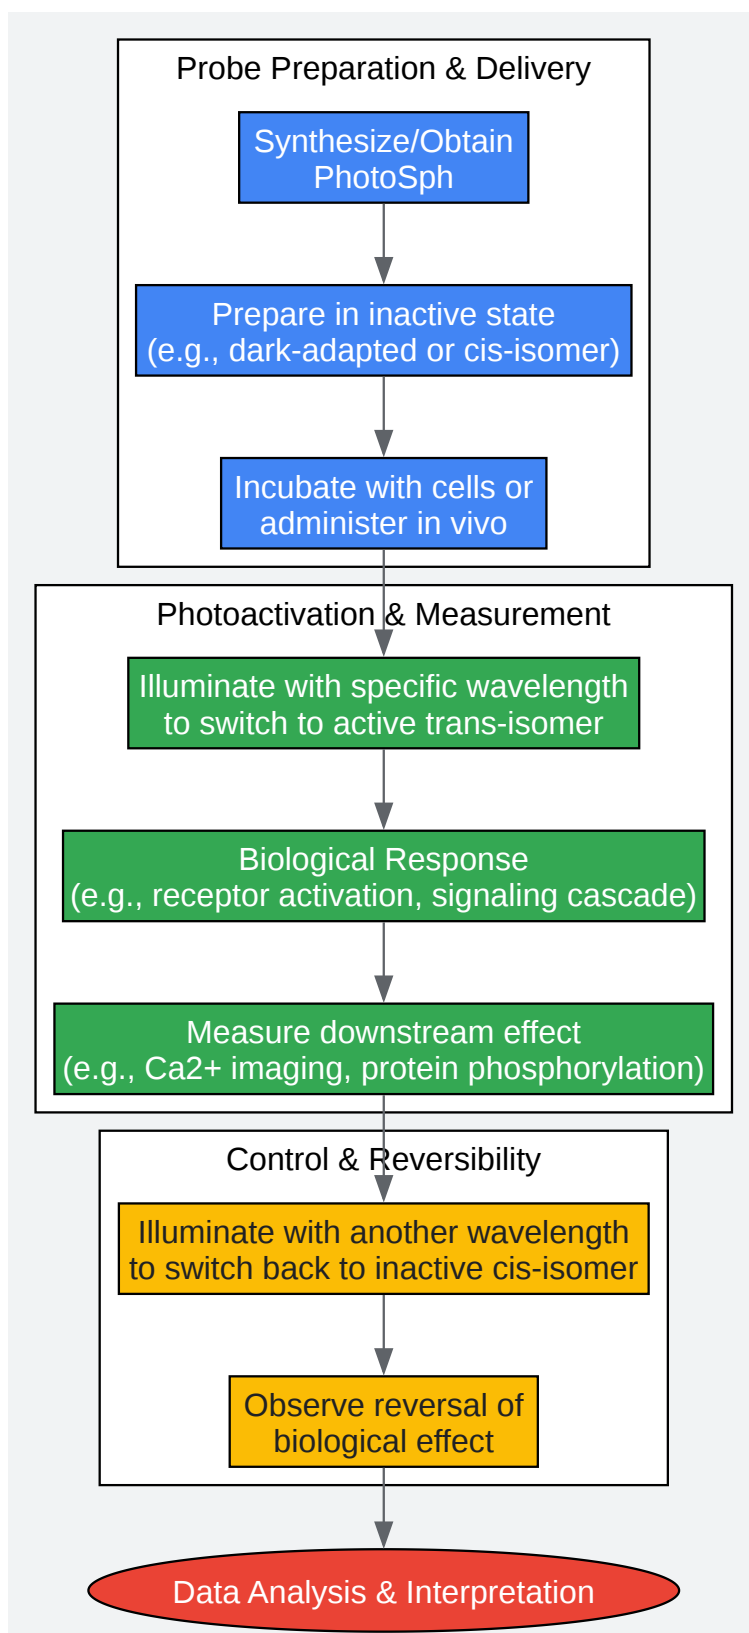 Probe Preparation & Delivery
Synthesize/Obtain
PhotoSph
Prepare in inactive state
(e.g., dark-adapted or cis-isomer)
Incubate with cells or
administer in vivo
Photoactivation & Measurement
Illuminate with specific wavelength
to switch to active trans-isomer
Biological Response
(e.g., receptor activation, signaling cascade)
Measure downstream effect
(e.g., Ca2+ imaging, protein phosphorylation)
Control & Reversibility
Illuminate with another wavelength
to switch back to inactive cis-isomer
Observe reversal of
biological effect
Data Analysis & Interpretation